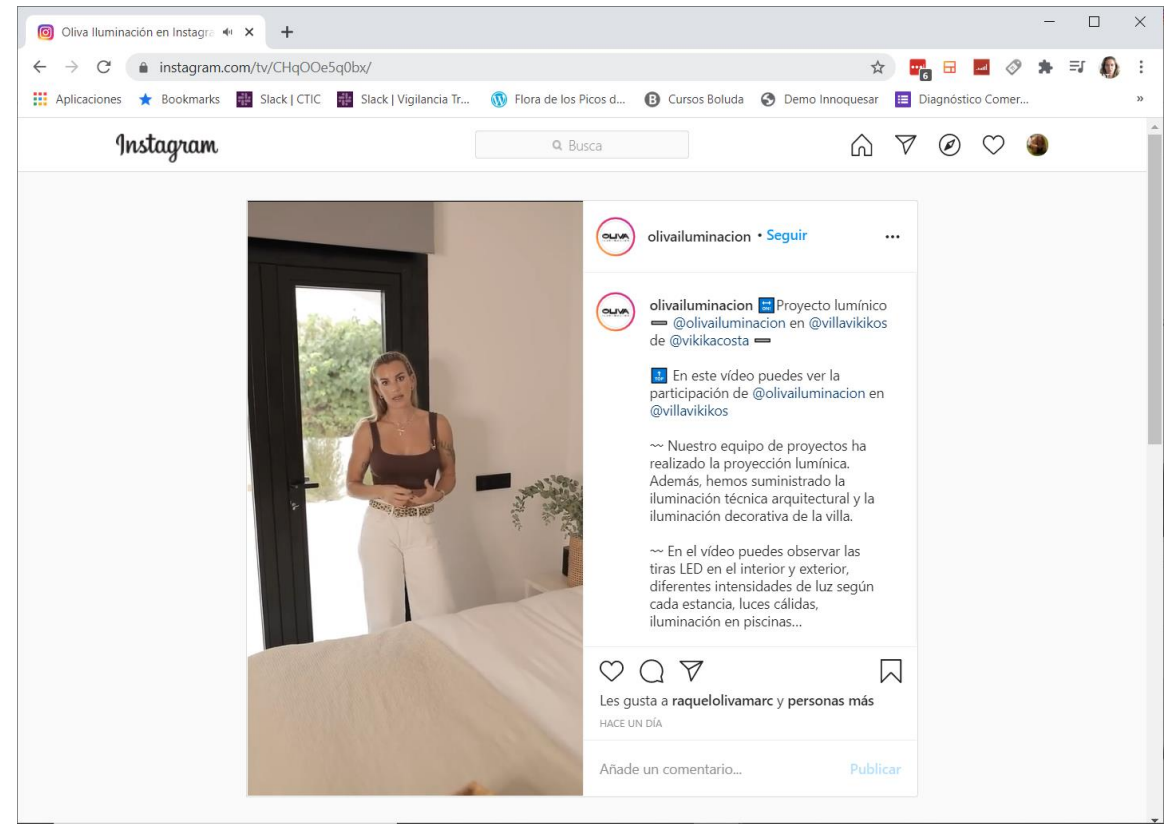 Oliva Iluminación en Instagra
instagram.com/tv/CHqOOe5q0bx/
6
Aplicaciones Bookmarks Slack | CTIC Slack | Vigilancia Tr... Flora de los Picos d... Cursos Boluda Demo Innoquesar Diagnóstico Comer... »
Instagram
Busca
OLIVA
olivailuminacion • Seguir
OLIVA
olivailuminacion Proyecto lumínico
@olivailuminacion en @villavikikos
de @vikikacosta
TOP En este vídeo puedes ver la
participación de @olivailuminacion en
@villavikikos
~~ Nuestro equipo de proyectos ha
realizado la proyección lumínica.
Además, hemos suministrado la
iluminación técnica arquitectural y la
iluminación decorativa de la villa.
~~ En el vídeo puedes observar las
tiras LED en el interior y exterior,
diferentes intensidades de luz según
cada estancia, luces cálidas,
iluminación en piscinas...
Les gusta a raquelolivamarc y personas más
HACE UN DÍA
Añade un comentario... Publicar